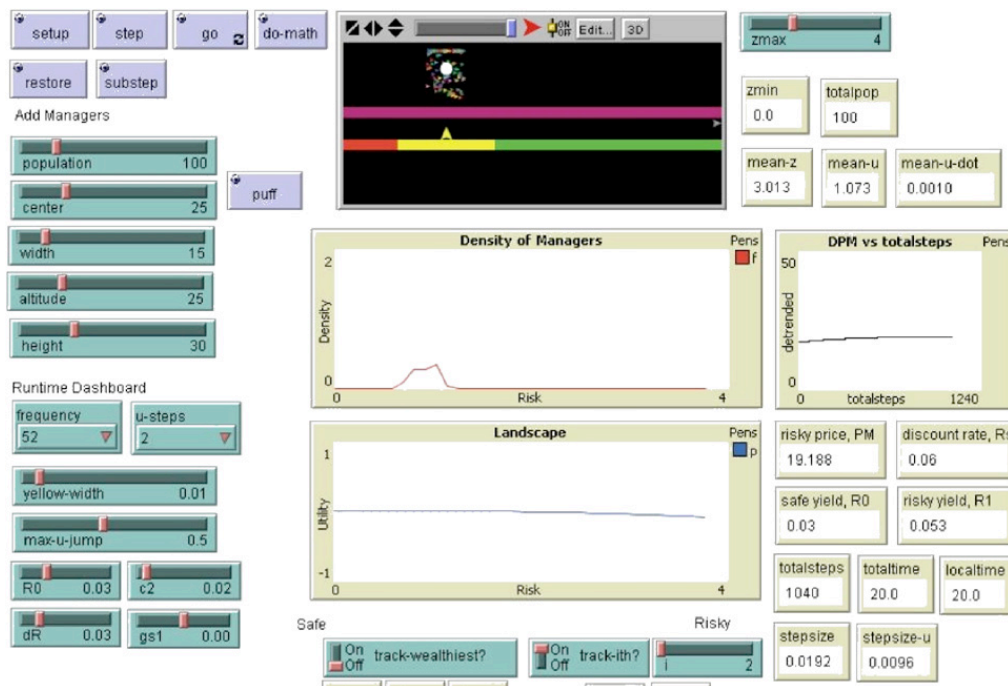 setup
step
go
do-math
restore
substep
Add Managers
population 100
center 25
width 15
altitude 25
height 30
puff
ON
OFF
Edit...
3D
zmax 4
zmin
0.0
totalpop
100
mean-z
3.013
mean-u
1.073
mean-u-dot
0.0010
Density of Managers
Pens
f
2
Density
0
0
Risk
4
DPM vs totalsteps
Pens
50
detrended
0
0
totalsteps
1240
Runtime Dashboard
frequency
52
u-steps
2
yellow-width 0.01
max-u-jump 0.5
R0 0.03
c2 0.02
dR 0.03
gs1 0.00
Landscape
Pens
p
1
Utility
-1
0
Risk
4
risky price, PM
19.188
discount rate, Rs
0.06
safe yield, R0
0.03
risky yield, R1
0.053
totalsteps
1040
totaltime
20.0
localtime
20.0
stepsize
0.0192
stepsize-u
0.0096
Safe
Risky
On
Off
track-wealthiest?
On
Off
track-ith?
i 2